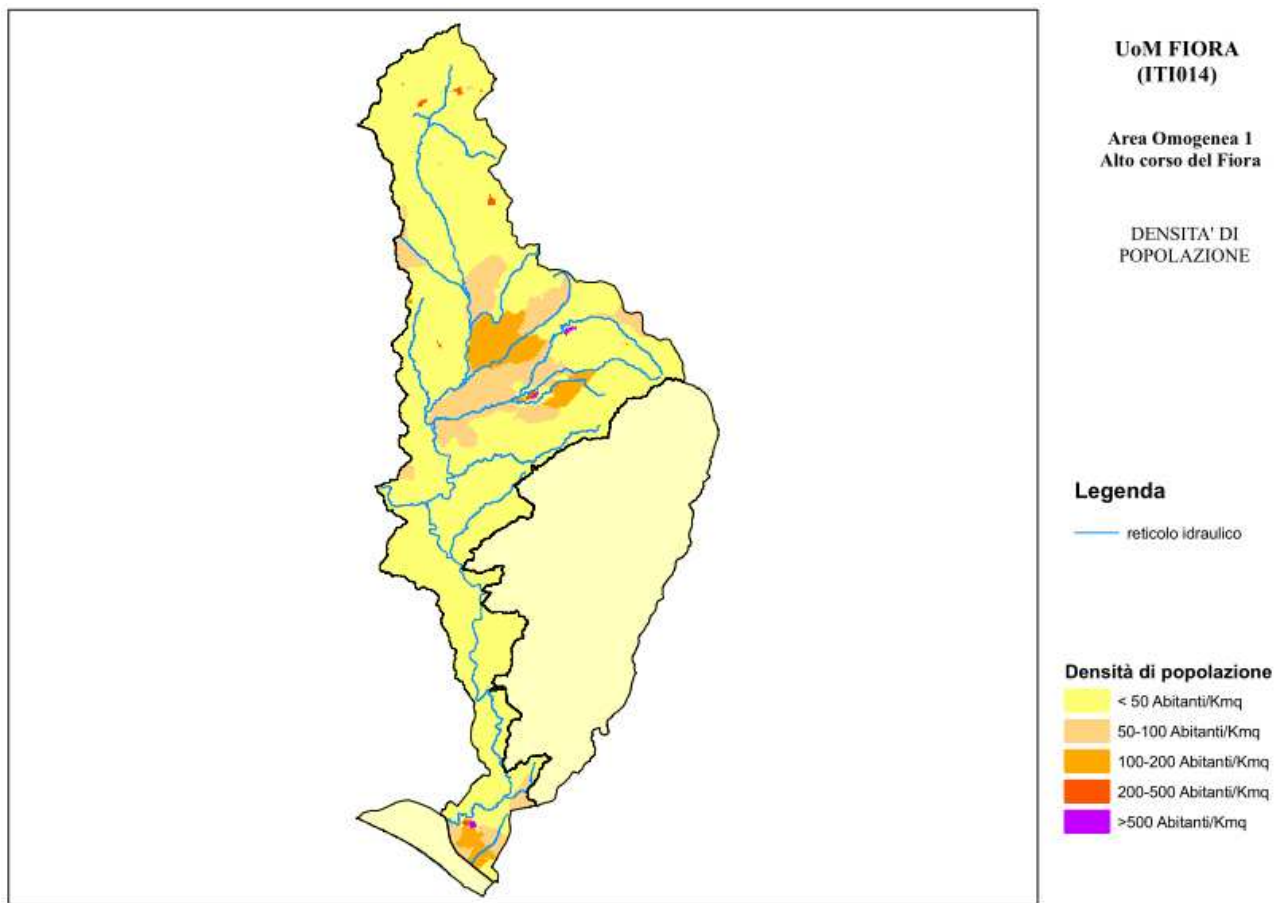 UoM FIORA
(ITI014)
Area Omogenea 1
Alto corso del Fiora
DENSITA' DI
POPOLAZIONE
Legenda
reticolo idraulico
Densità di popolazione
< 50 Abitanti/Kmq
50-100 Abitanti/Kmq
100-200 Abitanti/Kmq
200-500 Abitanti/Kmq
>500 Abitanti/Kmq